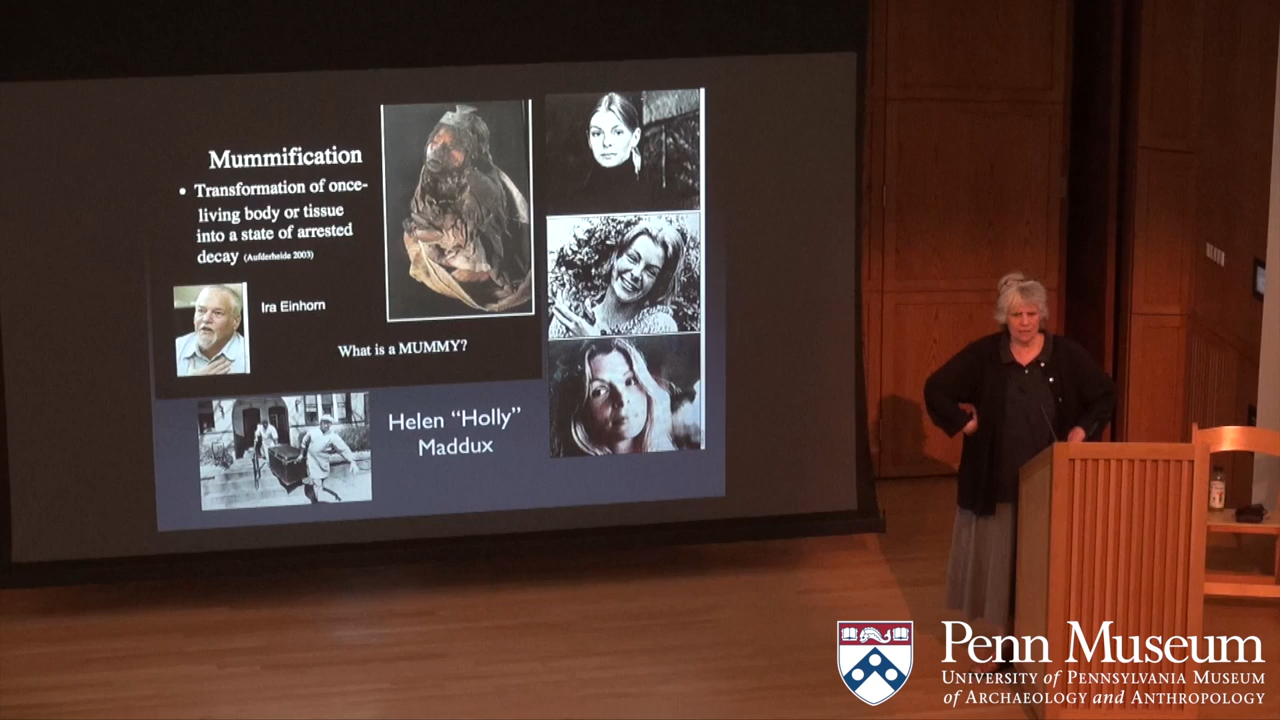 Mummification
• Transformation of once-
living body or tissue
into a state of arrested
decay (Aufderheide 2003)
Ira Einhorn
What is a MUMMY?
Helen “Holly”
Maddux
Penn Museum
UNIVERSITY of PENNSYLVANIA MUSEUM
of ARCHAEOLOGY and ANTHROPOLOGY